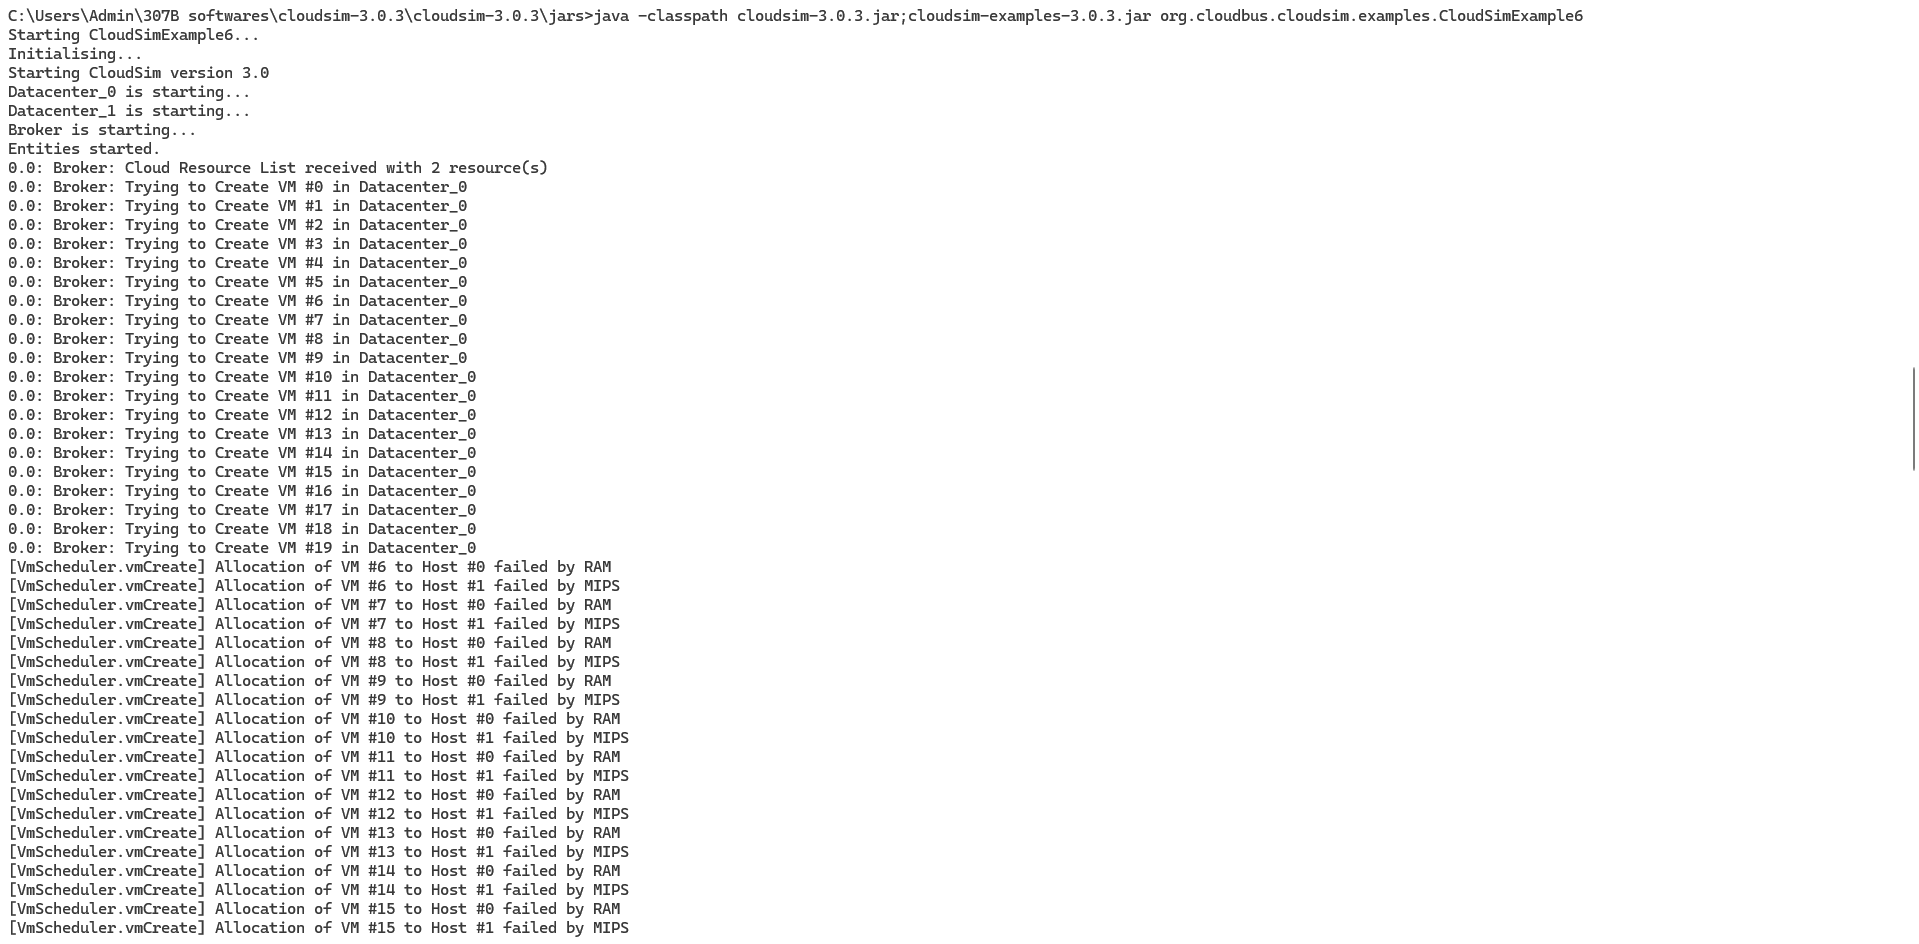 C:\Users\Admin\307B softwares\cloudsim-3.0.3\cloudsim-3.0.3\jars>java -classpath cloudsim-3.0.3.jar;cloudsim-examples-3.0.3.jar org.cloudbus.cloudsim.examples.CloudSimExample6
Starting CloudSimExample6...
Initialising...
Starting CloudSim version 3.0
Datacenter_0 is starting...
Datacenter_1 is starting...
Broker is starting...
Entities started.
0.0: Broker: Cloud Resource List received with 2 resource(s)
0.0: Broker: Trying to Create VM #0 in Datacenter_0
0.0: Broker: Trying to Create VM #1 in Datacenter_0
0.0: Broker: Trying to Create VM #2 in Datacenter_0
0.0: Broker: Trying to Create VM #3 in Datacenter_0
0.0: Broker: Trying to Create VM #4 in Datacenter_0
0.0: Broker: Trying to Create VM #5 in Datacenter_0
0.0: Broker: Trying to Create VM #6 in Datacenter_0
0.0: Broker: Trying to Create VM #7 in Datacenter_0
0.0: Broker: Trying to Create VM #8 in Datacenter_0
0.0: Broker: Trying to Create VM #9 in Datacenter_0
0.0: Broker: Trying to Create VM #10 in Datacenter_0
0.0: Broker: Trying to Create VM #11 in Datacenter_0
0.0: Broker: Trying to Create VM #12 in Datacenter_0
0.0: Broker: Trying to Create VM #13 in Datacenter_0
0.0: Broker: Trying to Create VM #14 in Datacenter_0
0.0: Broker: Trying to Create VM #15 in Datacenter_0
0.0: Broker: Trying to Create VM #16 in Datacenter_0
0.0: Broker: Trying to Create VM #17 in Datacenter_0
0.0: Broker: Trying to Create VM #18 in Datacenter_0
0.0: Broker: Trying to Create VM #19 in Datacenter_0
[VmScheduler.vmCreate] Allocation of VM #6 to Host #0 failed by RAM
[VmScheduler.vmCreate] Allocation of VM #6 to Host #1 failed by MIPS
[VmScheduler.vmCreate] Allocation of VM #7 to Host #0 failed by RAM
[VmScheduler.vmCreate] Allocation of VM #7 to Host #1 failed by MIPS
[VmScheduler.vmCreate] Allocation of VM #8 to Host #0 failed by RAM
[VmScheduler.vmCreate] Allocation of VM #8 to Host #1 failed by MIPS
[VmScheduler.vmCreate] Allocation of VM #9 to Host #0 failed by RAM
[VmScheduler.vmCreate] Allocation of VM #9 to Host #1 failed by MIPS
[VmScheduler.vmCreate] Allocation of VM #10 to Host #0 failed by RAM
[VmScheduler.vmCreate] Allocation of VM #10 to Host #1 failed by MIPS
[VmScheduler.vmCreate] Allocation of VM #11 to Host #0 failed by RAM
[VmScheduler.vmCreate] Allocation of VM #11 to Host #1 failed by MIPS
[VmScheduler.vmCreate] Allocation of VM #12 to Host #0 failed by RAM
[VmScheduler.vmCreate] Allocation of VM #12 to Host #1 failed by MIPS
[VmScheduler.vmCreate] Allocation of VM #13 to Host #0 failed by RAM
[VmScheduler.vmCreate] Allocation of VM #13 to Host #1 failed by MIPS
[VmScheduler.vmCreate] Allocation of VM #14 to Host #0 failed by RAM
[VmScheduler.vmCreate] Allocation of VM #14 to Host #1 failed by MIPS
[VmScheduler.vmCreate] Allocation of VM #15 to Host #0 failed by RAM
[VmScheduler.vmCreate] Allocation of VM #15 to Host #1 failed by MIPS